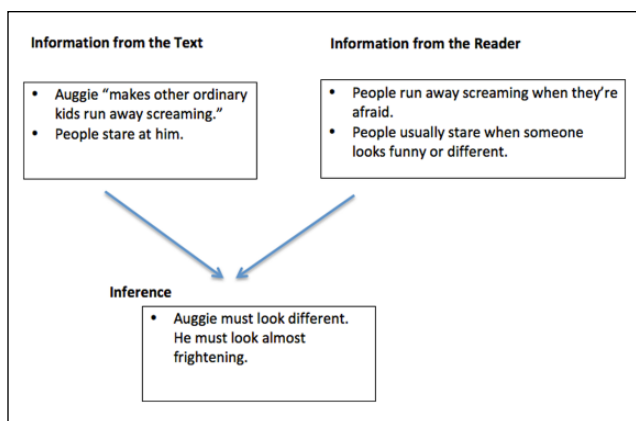 Information from the Text
Information from the Reader
• Auggie “makes other ordinary
kids run away screaming.”
• People stare at him.
• People run away screaming when they’re
afraid.
• People usually stare when someone
looks funny or different.
Inference
• Auggie must look different.
He must look almost
frightening.